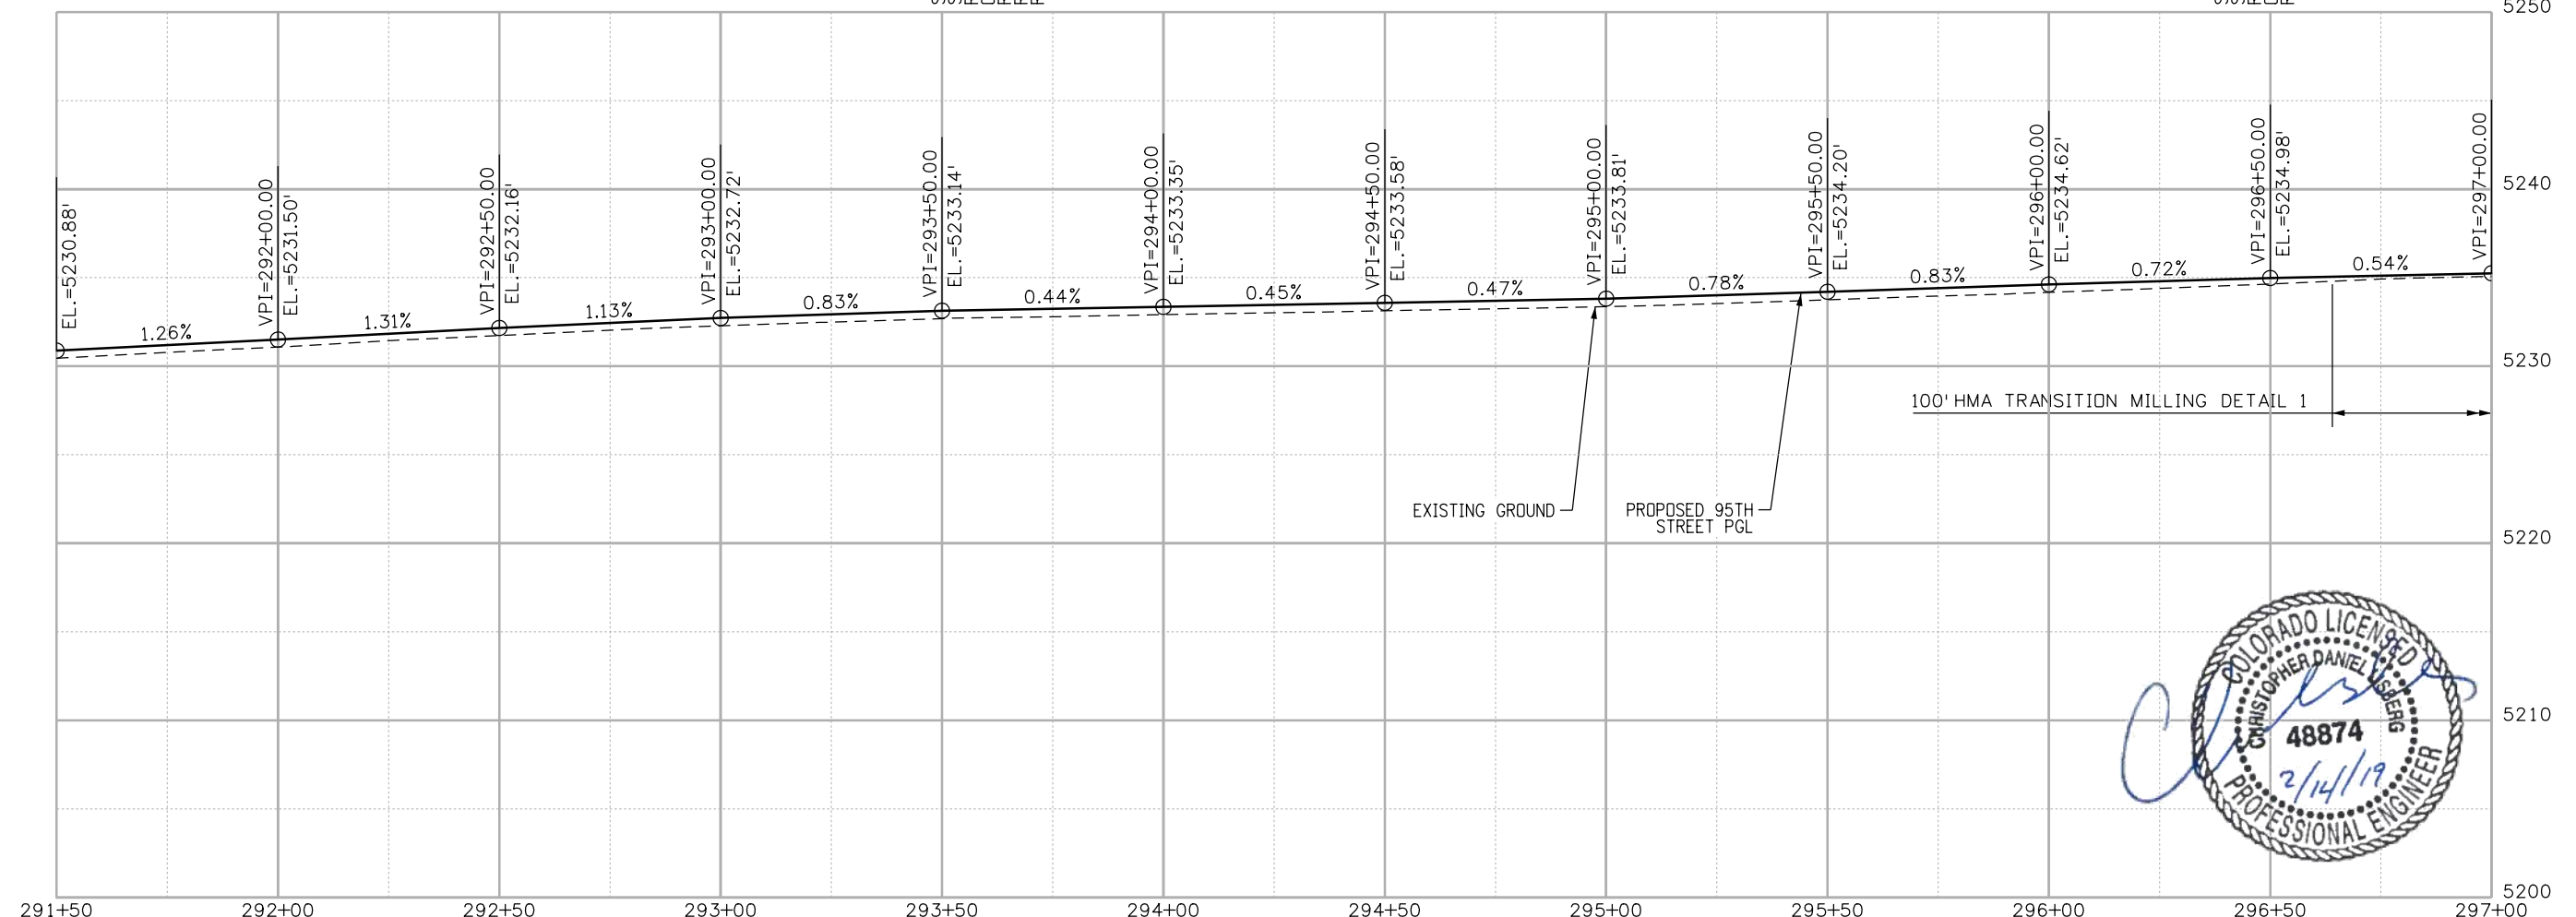 5250
5240
5230
5220
5210
5200
EL.=5230.88'
VPI=292+00.00
EL.=5231.50'
VPI=292+50.00
EL.=5232.16'
VPI=293+00.00
EL.=5232.72'
VPI=293+50.00
EL.=5233.14'
VPI=294+00.00
EL.=5233.35'
VPI=294+50.00
EL.=5233.58'
VPI=295+00.00
EL.=5233.81'
VPI=295+50.00
EL.=5234.20'
VPI=296+00.00
EL.=5234.62'
VPI=296+50.00
EL.=5234.98'
VPI=297+00.00
1.26%
1.31%
1.13%
0.83%
0.44%
0.45%
0.47%
0.78%
0.83%
0.72%
0.54%
100' HMA TRANSITION MILLING DETAIL 1
EXISTING GROUND
PROPOSED 95TH
STREET PGL
COLORADO LICENSED
CHRISTOPHER DANIEL
48874
2/14/19
PROFESSIONAL ENGINEER
291+50
292+00
292+50
293+00
293+50
294+00
294+50
295+00
295+50
296+00
296+50
297+00